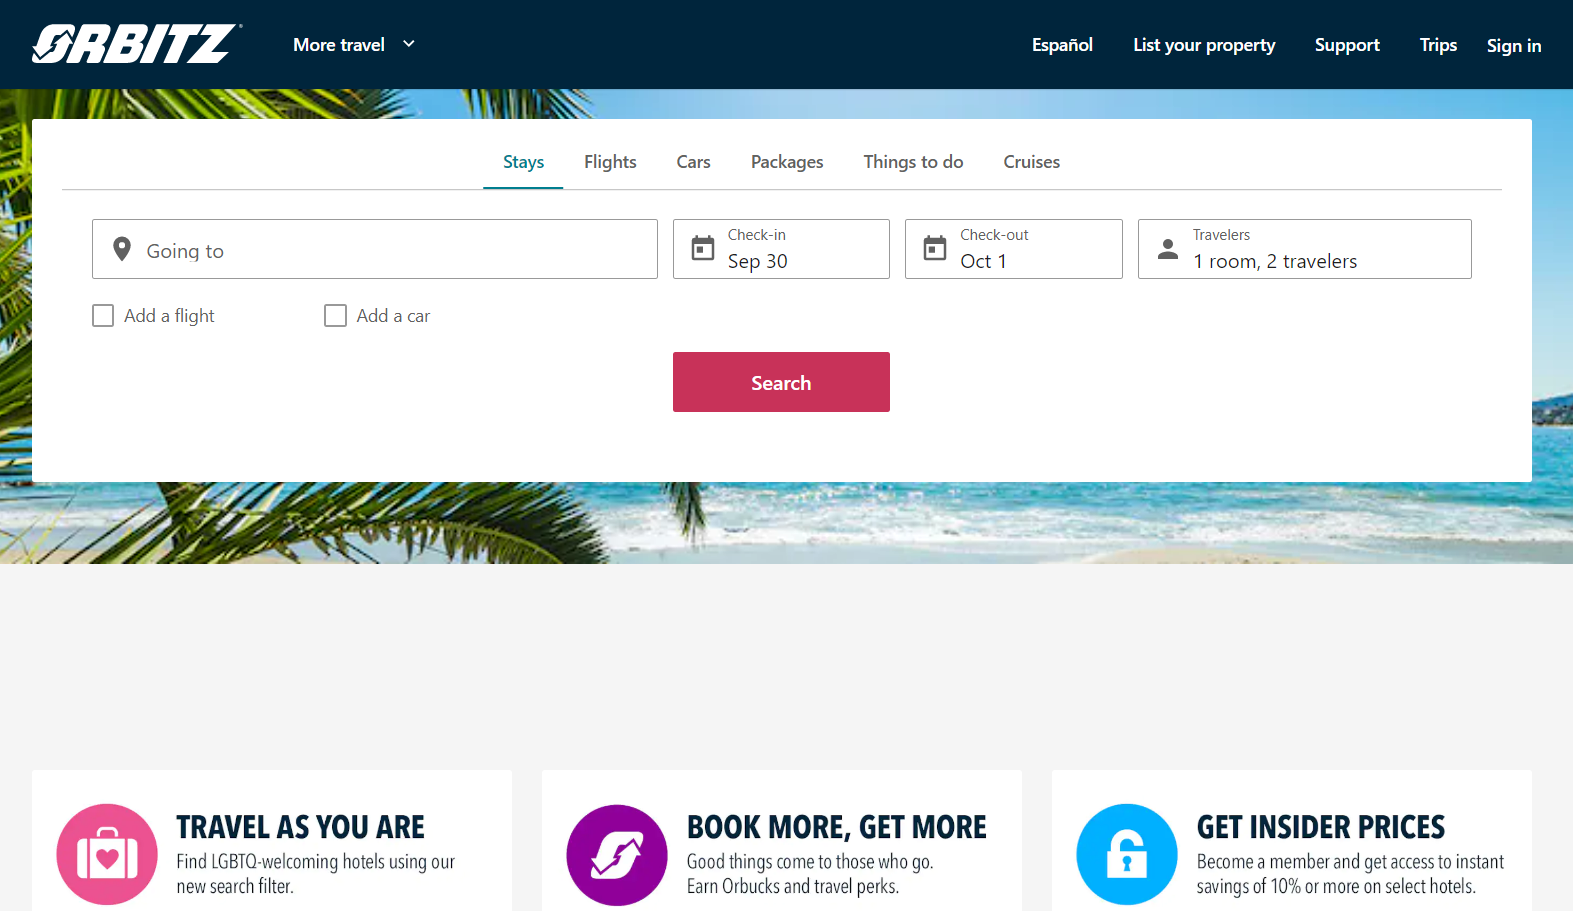 ORBITZ
More travel
Español
List your property
Support
Trips
Sign in
Stays
Flights
Cars
Packages
Things to do
Cruises
Going to
Check-in
Sep 30
Check-out
Oct 1
Travelers
1 room, 2 travelers
Add a flight
Add a car
Search
TRAVEL AS YOU ARE
Find LGBTQ-welcoming hotels using our
new search filter.
BOOK MORE, GET MORE
Good things come to those who go.
Earn Orbucks and travel perks.
GET INSIDER PRICES
Become a member and get access to instant
savings of 10% or more on select hotels.